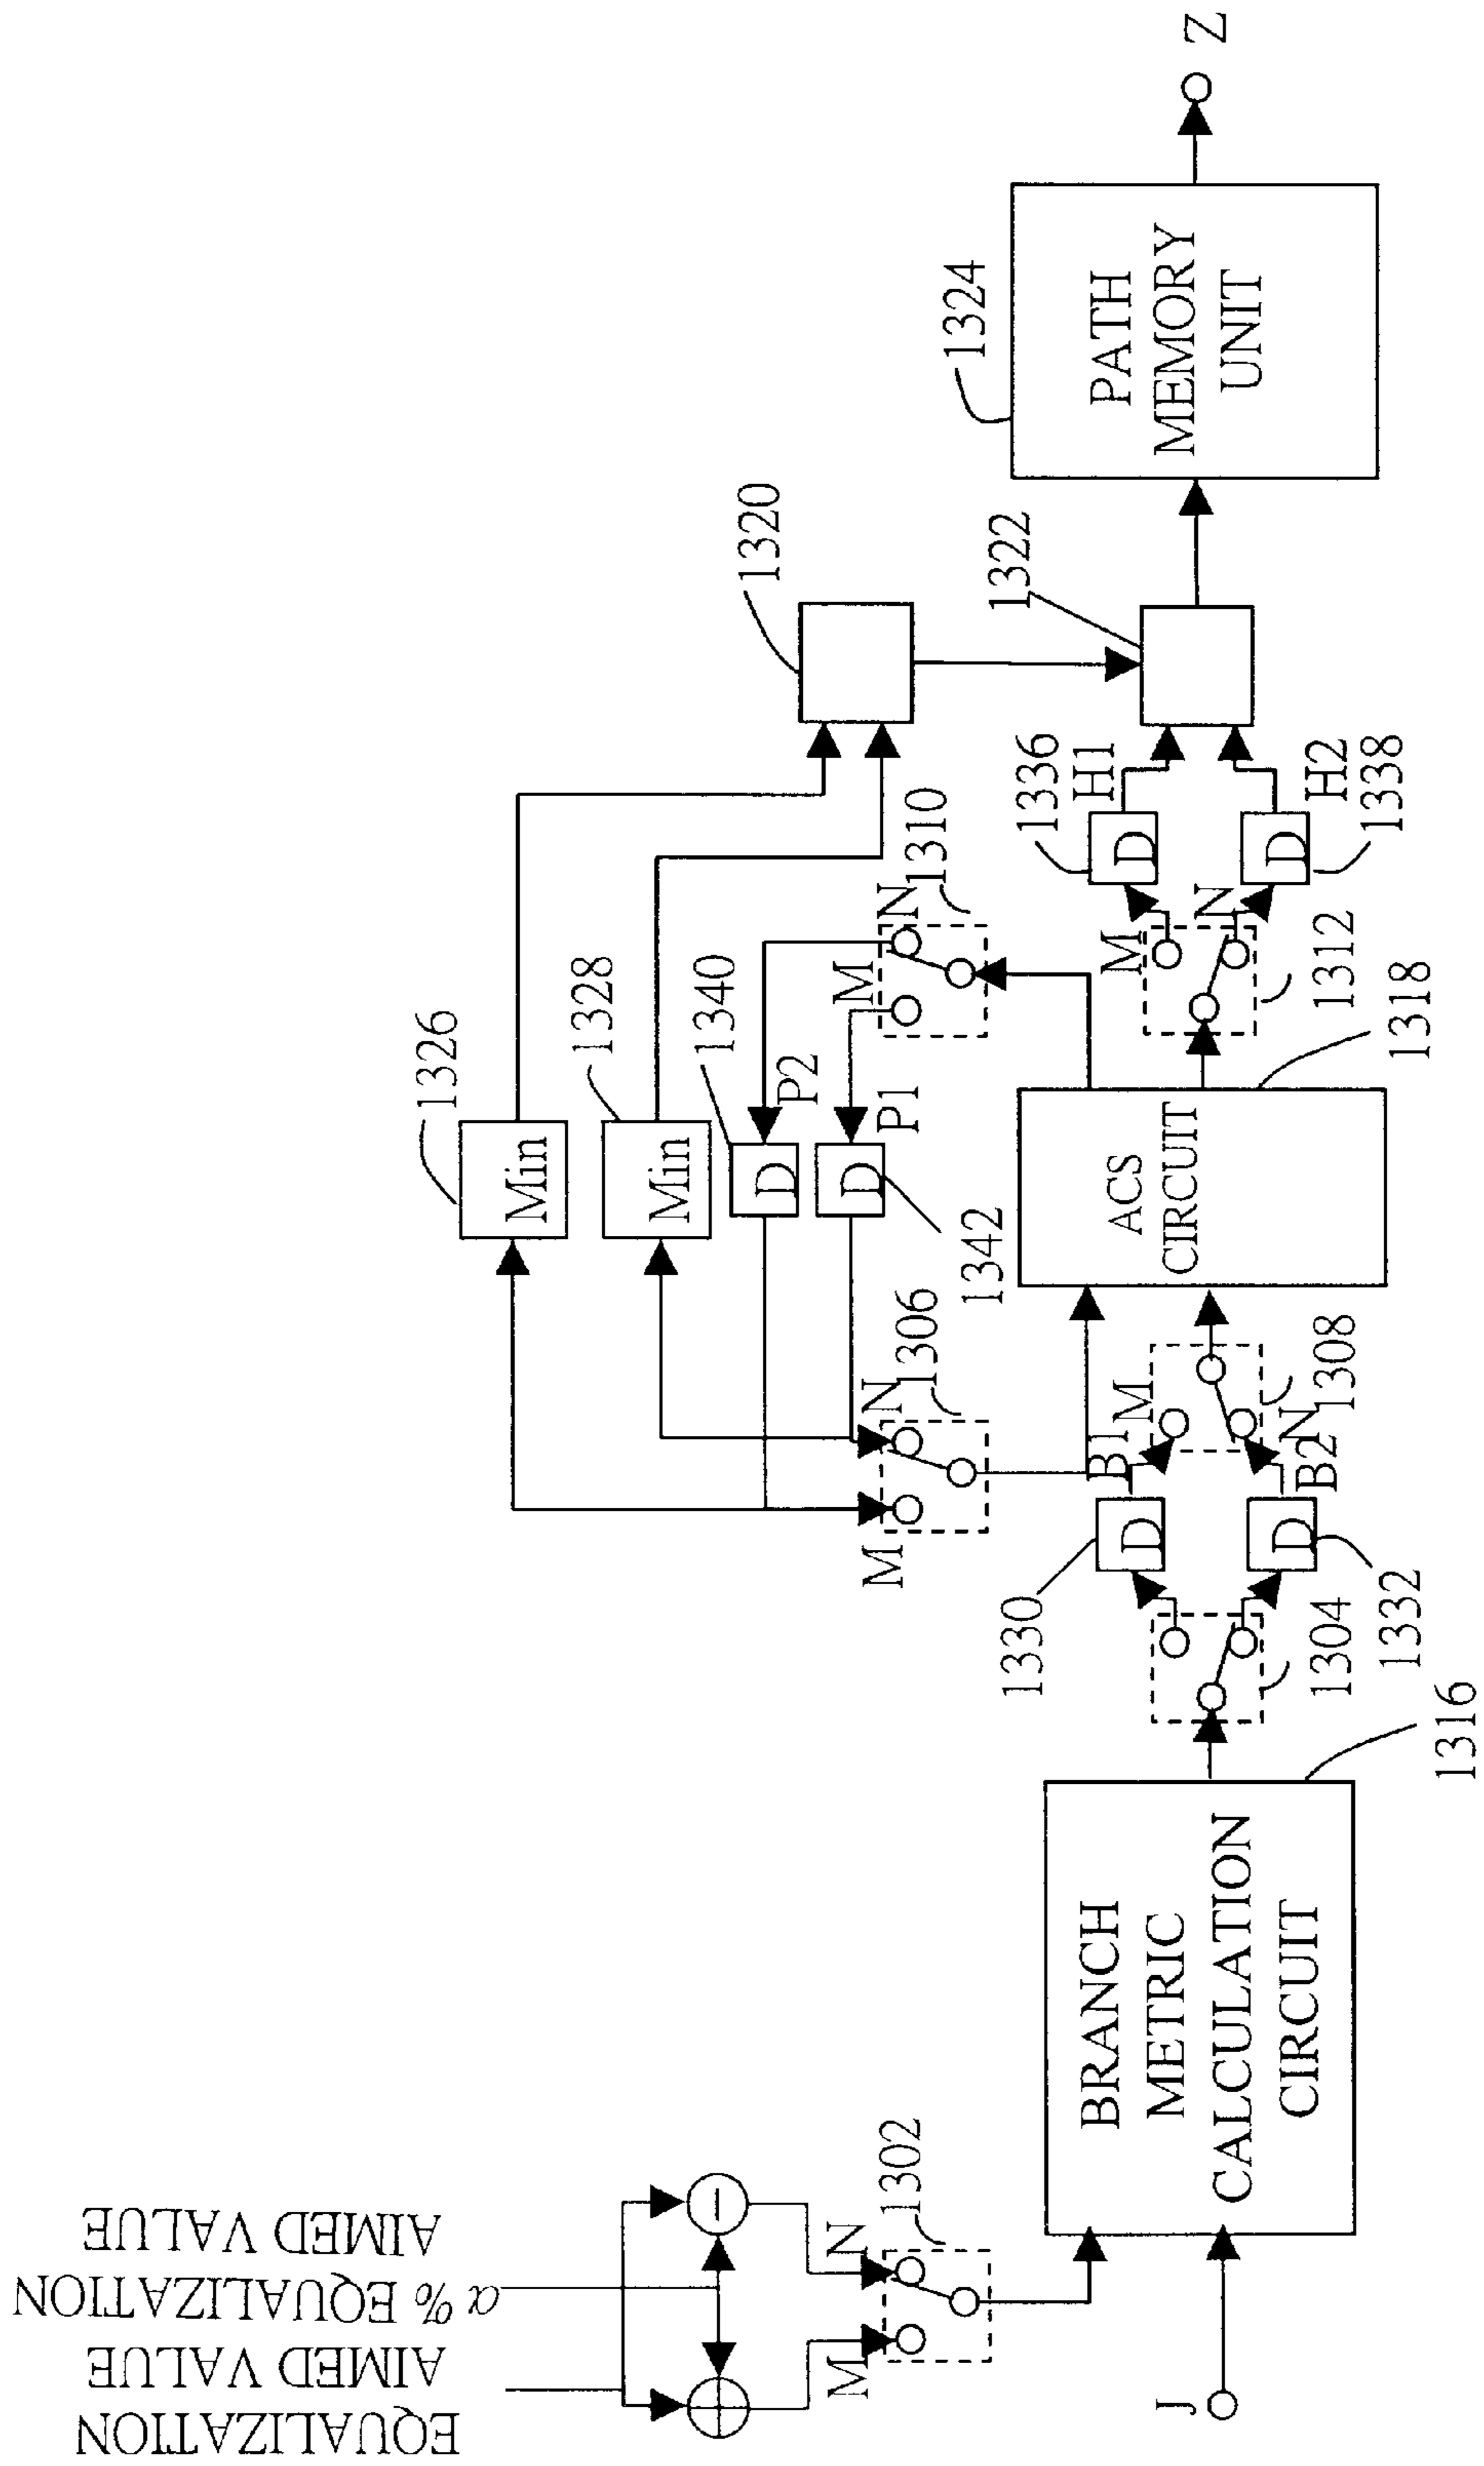 EQUALIZATION
AIMED VALUE
α% EQUALIZATION
AIMED VALUE
M
N
1302
J
BRANCH
METRIC
CALCULATION
CIRCUIT
1316
1304
1330
D
B1
1332
D
B2
M
N
1308
M
N
1306
1326
Min
1328
Min
1340
D
P2
1342
D
P1
ACS
CIRCUIT
1318
M
N
1310
M
N
1312
1336
D
H1
D
H2
1338
1320
1322
1324
PATH
MEMORY
UNIT
Z